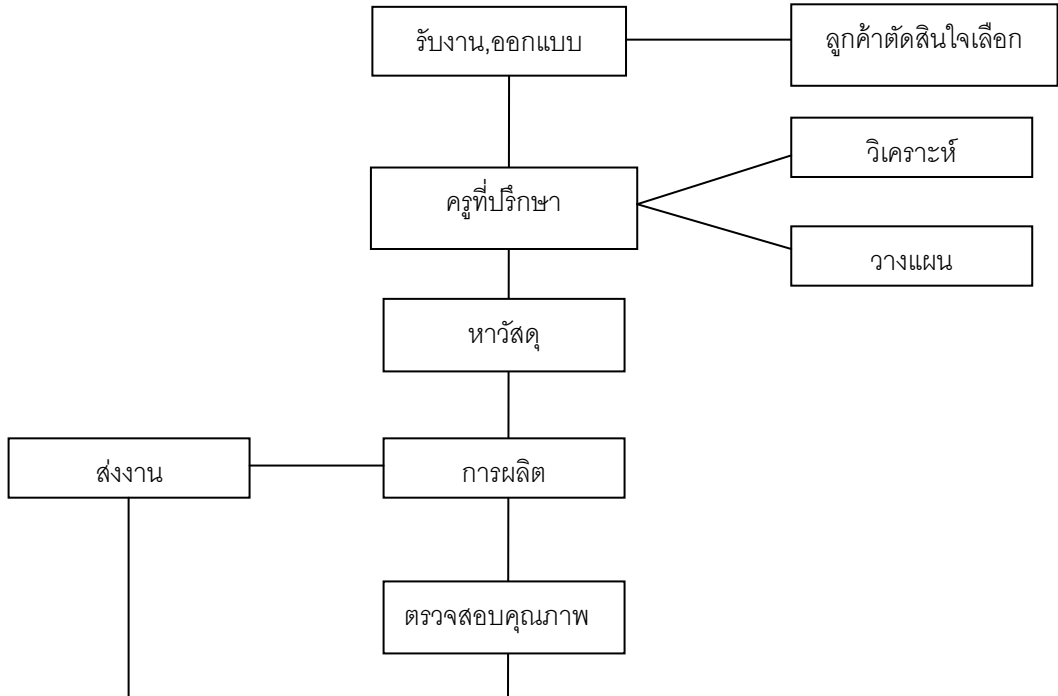 รับงาน,ออกแบบ
ลูกค้าตัดสินใจเลือก
วิเคราะห์
ครูที่ปรึกษา
วางแผน
หาวัสดุ
ส่งงาน
การผลิต
ตรวจสอบคุณภาพ